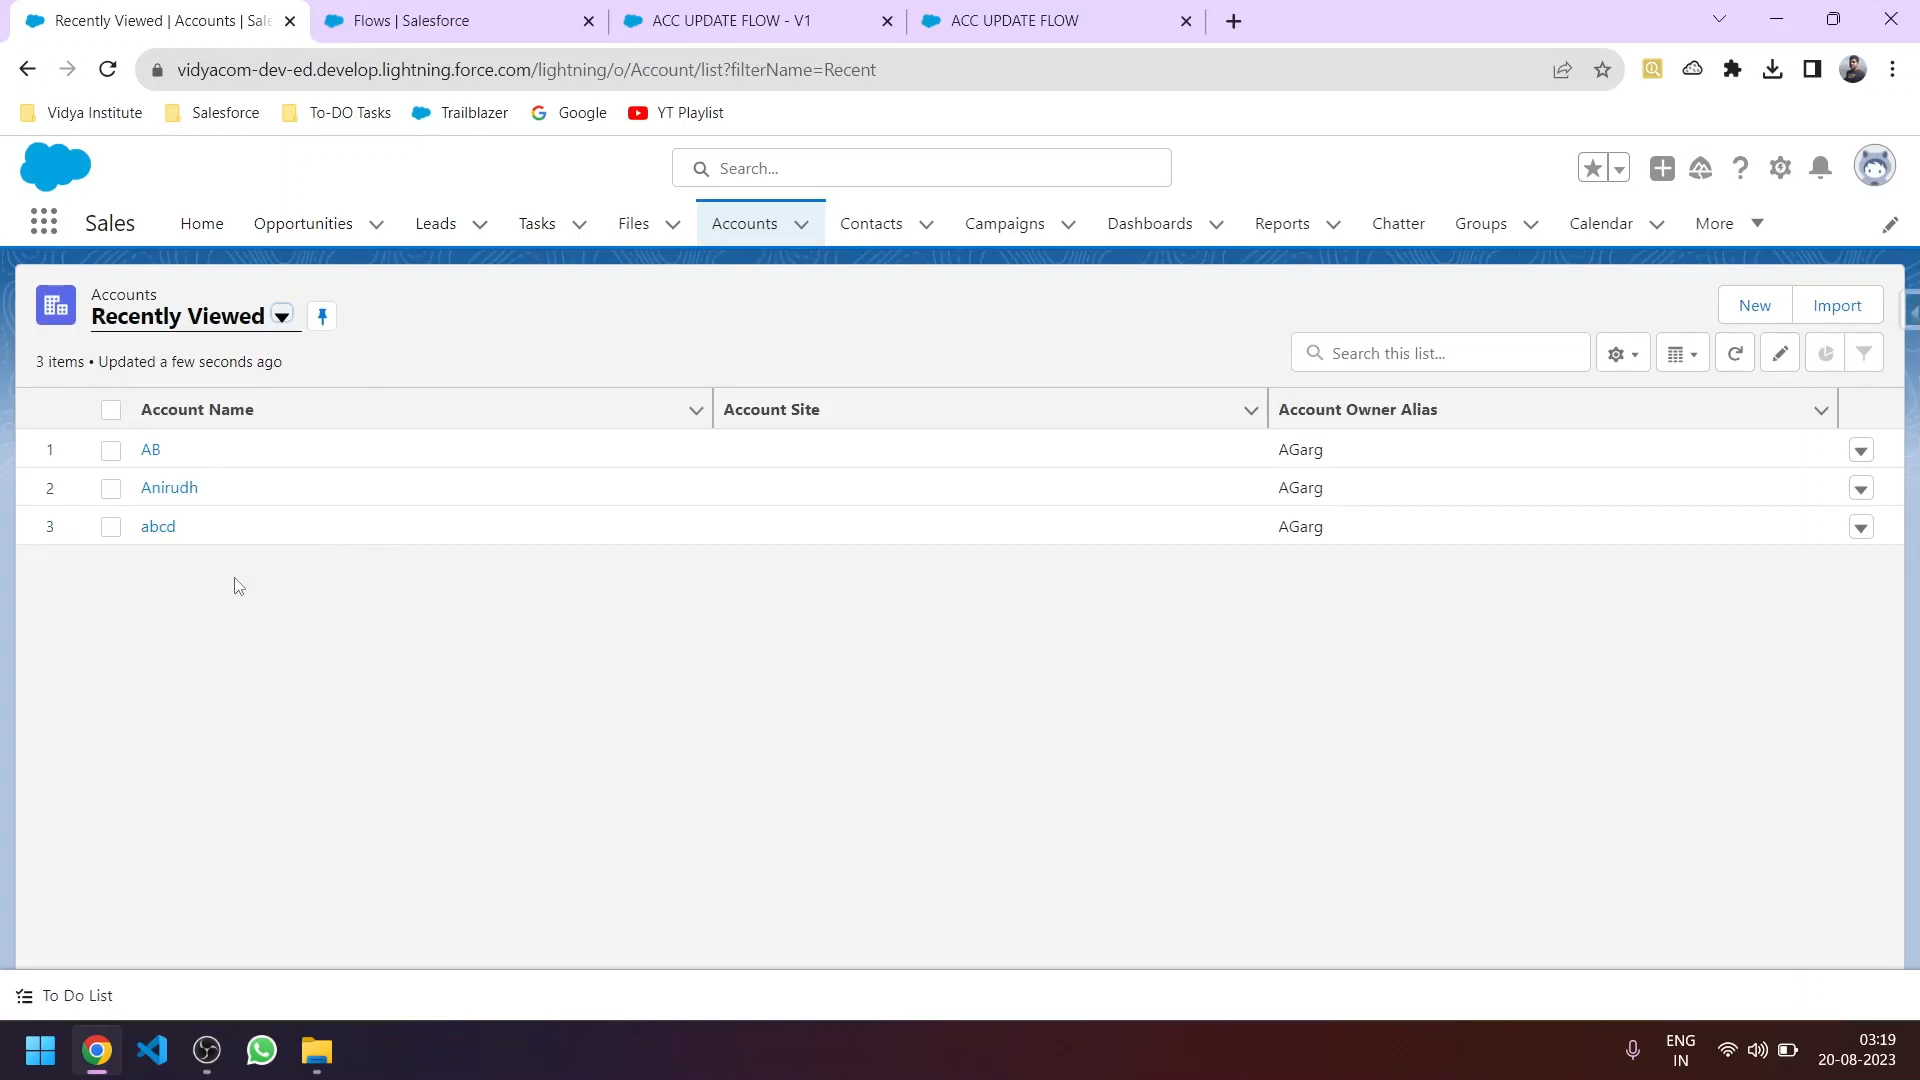 Recently Viewed | Accounts | Sale
Flows | Salesforce
ACC UPDATE FLOW - V1
ACC UPDATE FLOW
vidyacom-dev-ed.develop.lightning.force.com/lightning/o/Account/list?filterName=Recent
Vidya Institute
Salesforce
To-DO Tasks
Trailblazer
Google
YT Playlist
Search...
Sales
Home
Opportunities
Leads
Tasks
Files
Accounts
Contacts
Campaigns
Dashboards
Reports
Chatter
Groups
Calendar
More
Accounts
Recently Viewed
New
Import
3 items • Updated a few seconds ago
Search this list...
Account Name
Account Site
Account Owner Alias
1 AB AGarg
2 Anirudh AGarg
3 abcd AGarg
To Do List
ENG
IN
03:19
20-08-2023